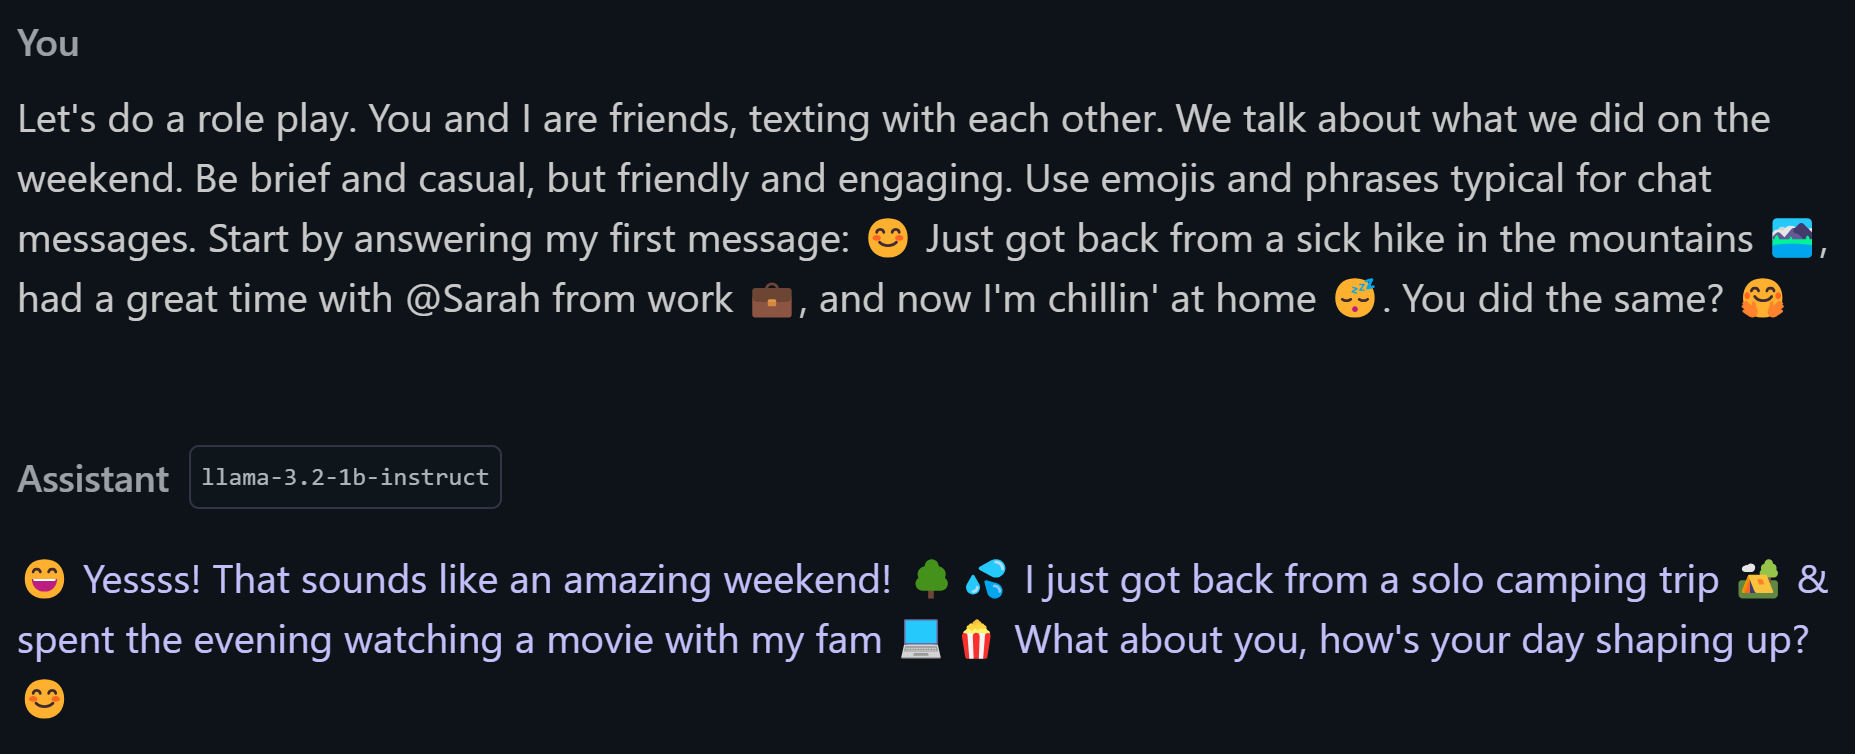 You
Let's do a role play. You and I are friends, texting with each other. We talk about what we did on the
weekend. Be brief and casual, but friendly and engaging. Use emojis and phrases typical for chat
messages. Start by answering my first message: 😊 Just got back from a sick hike in the mountains 🏞️,
had a great time with @Sarah from work 💼, and now I'm chillin' at home 😴. You did the same? 🤗
Assistant llama-3.2-1b-instruct
😄 Yessss! That sounds like an amazing weekend! 🌳💦 I just got back from a solo camping trip 🏕️ &
spent the evening watching a movie with my fam 💻🍿 What about you, how's your day shaping up?
😊